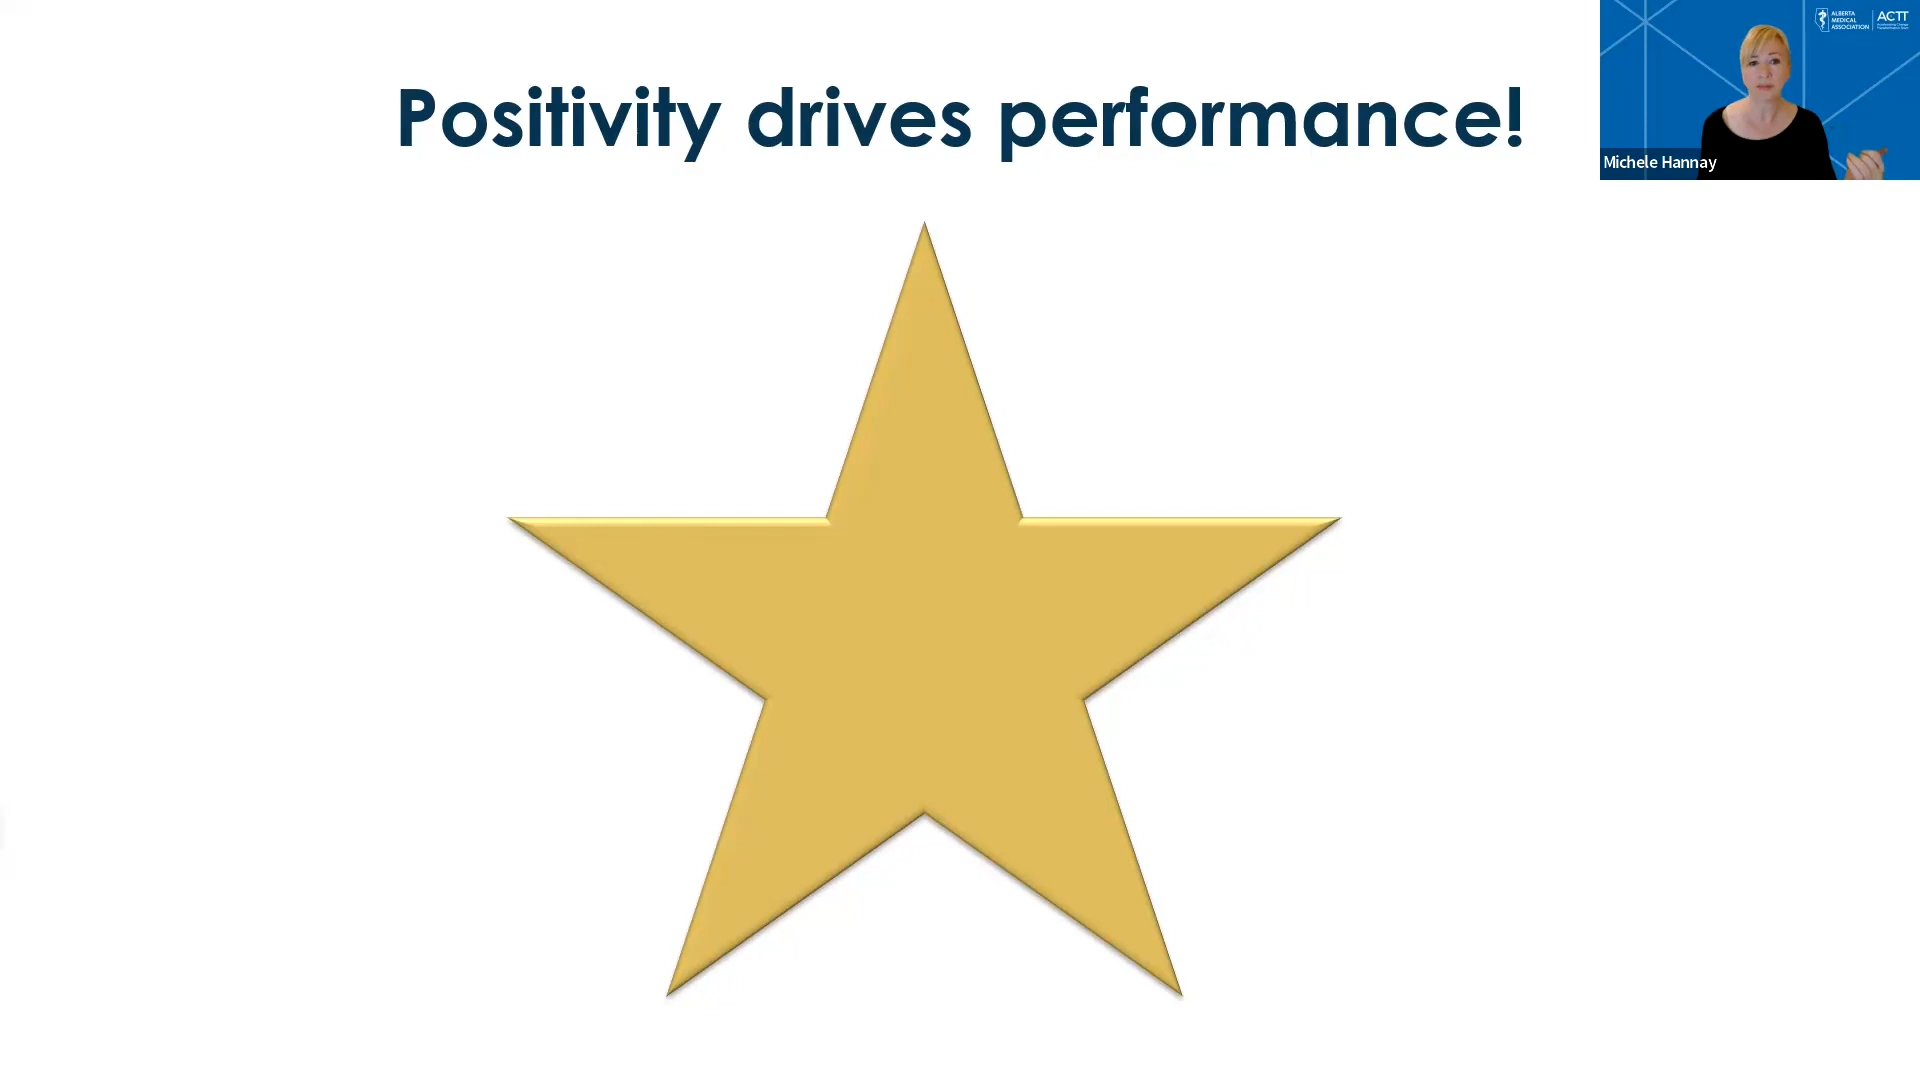 Positivity drives performance!
ALBERTA
MEDICAL
ASSOCIATION
ACTT
Michele Hannay